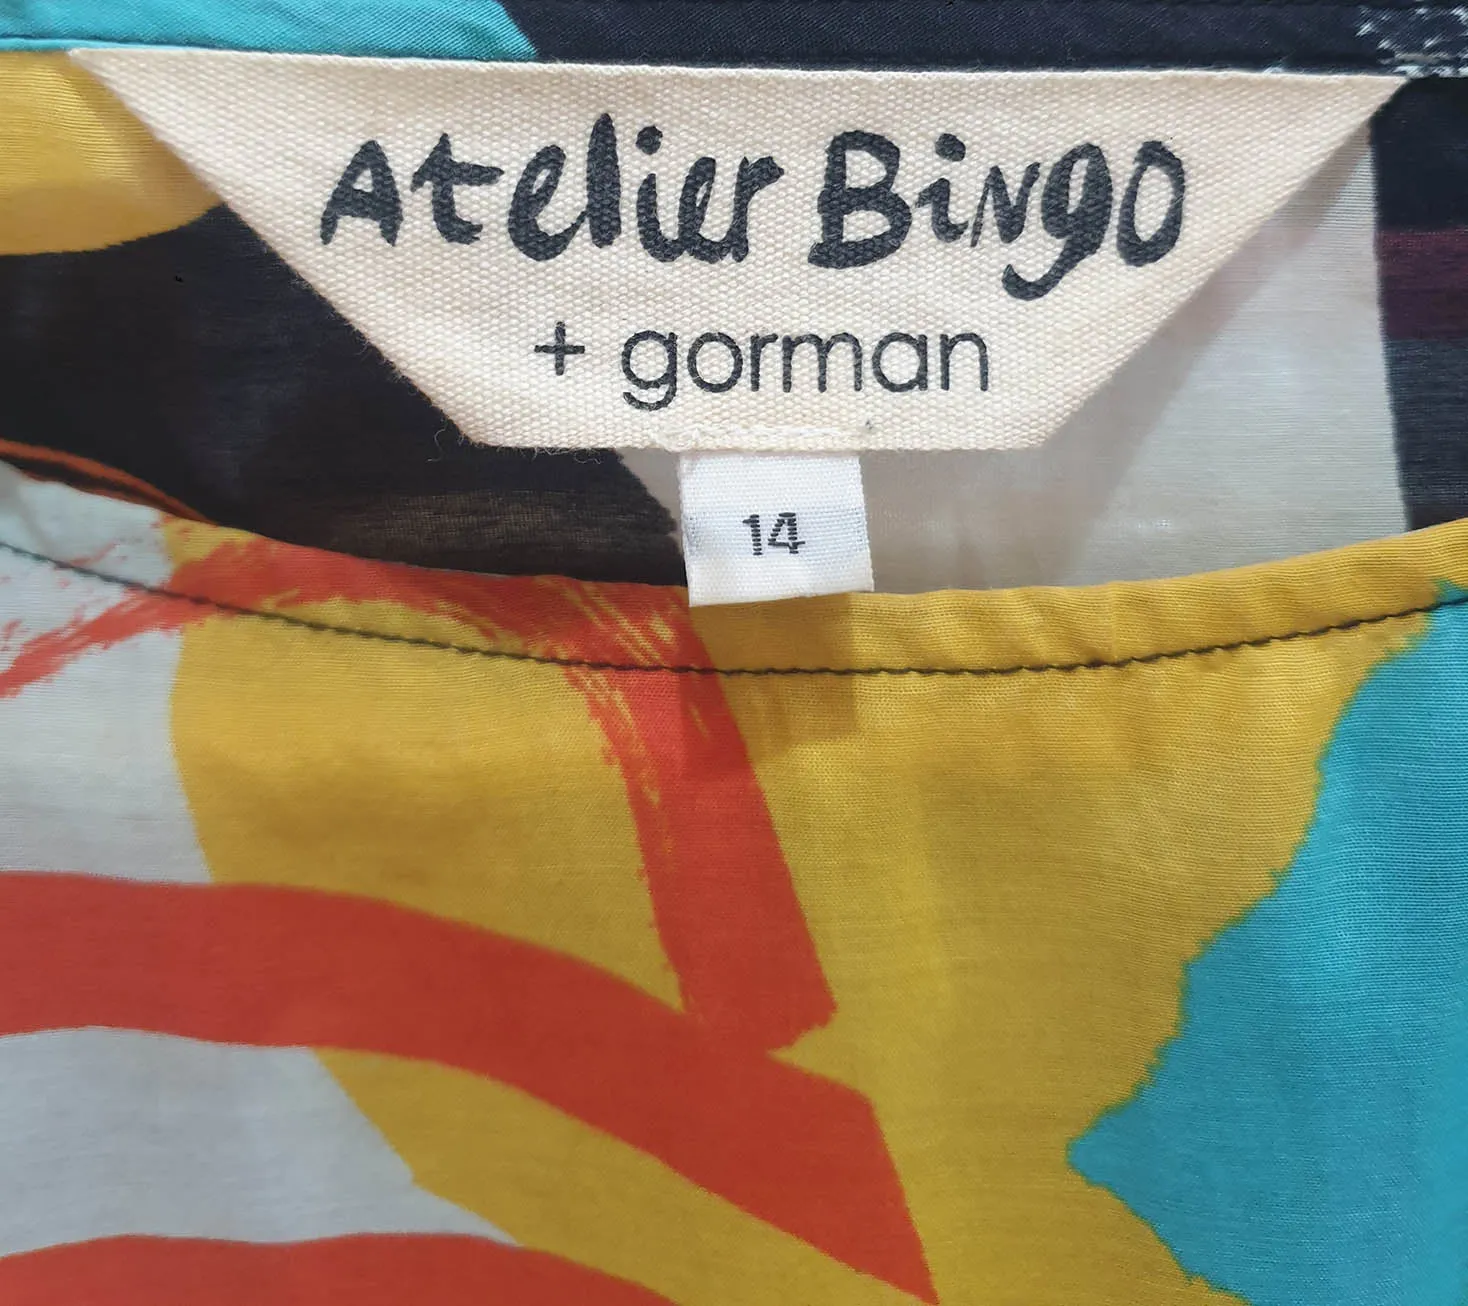 Atelier Bingo
+ gorman
14